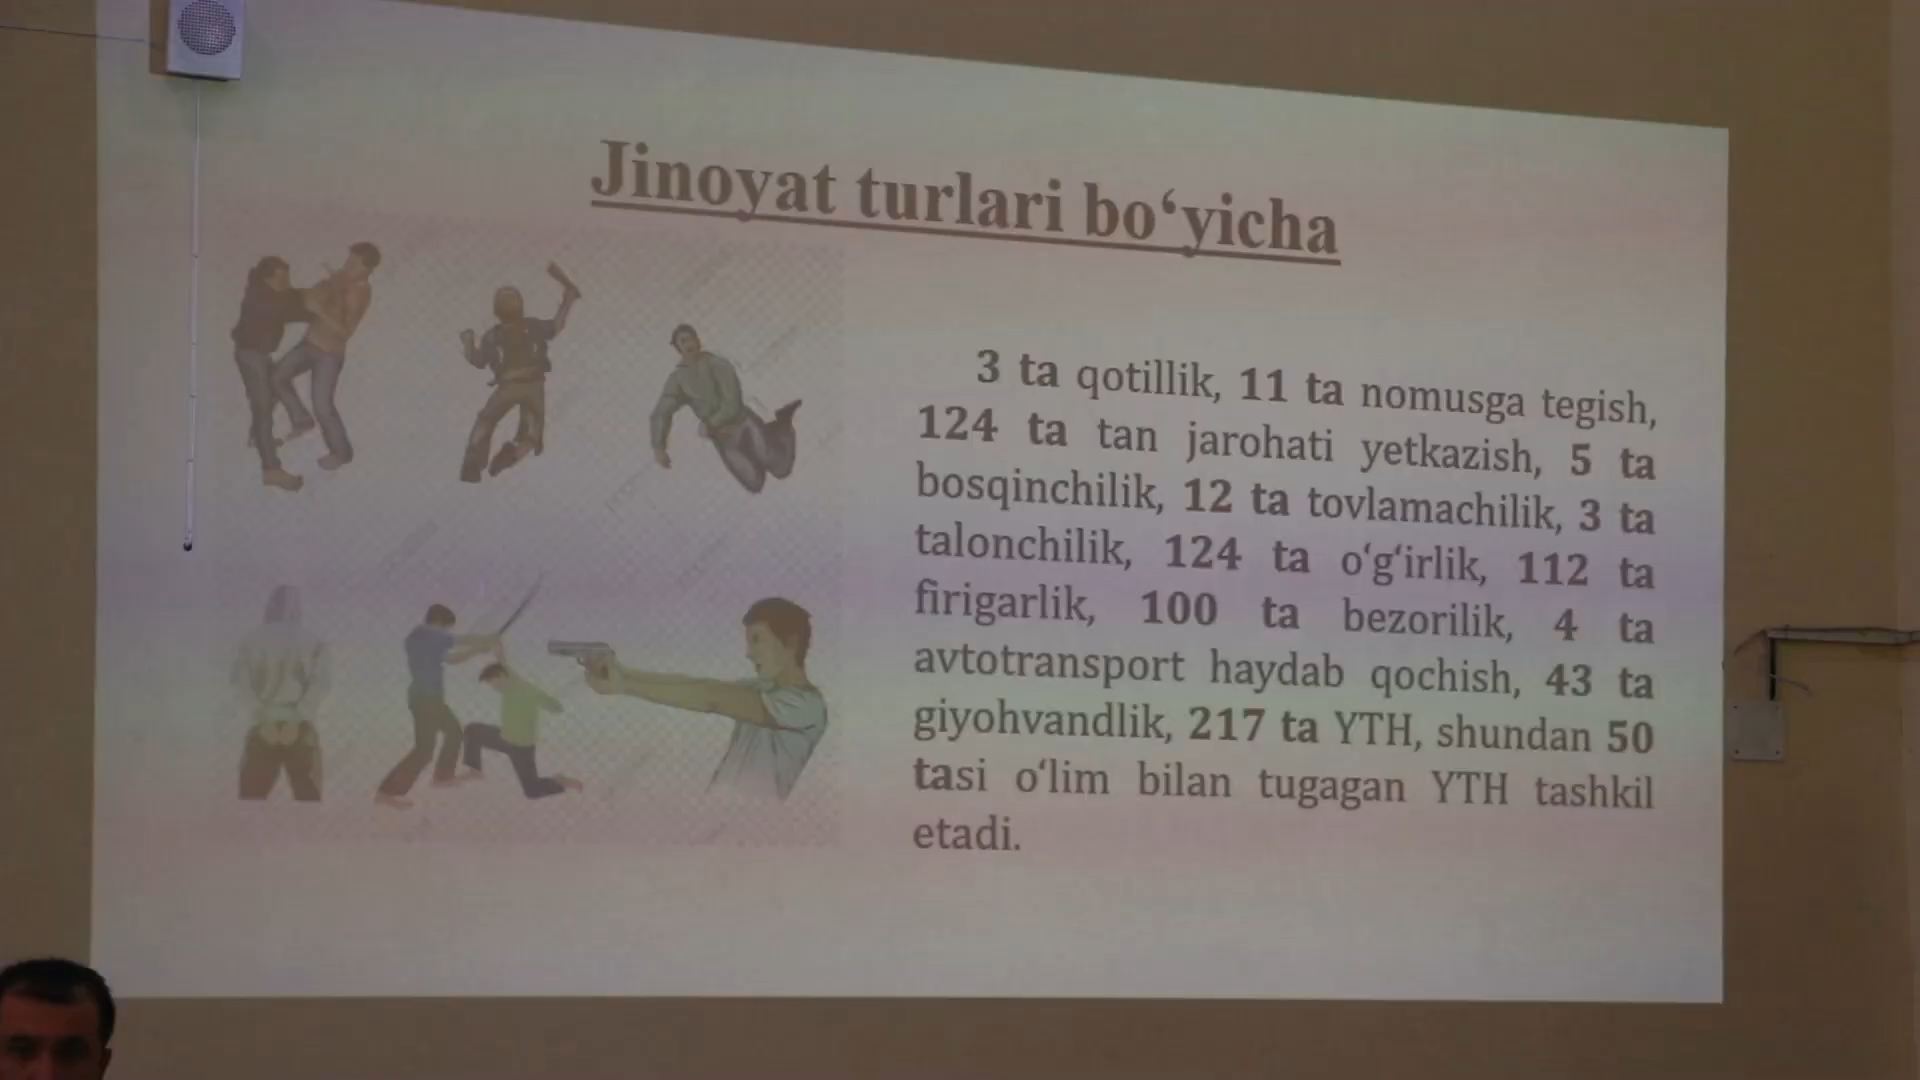 Jinoyat turlari bo‘yicha
3 ta qotillik, 11 ta nomusga tegish,
124 ta tan jarohati yetkazish, 5 ta
bosqinchilik, 12 ta tovlamachilik, 3 ta
talonchilik, 124 ta o‘g‘irlik, 112 ta
firigarlik, 100 ta bezorilik, 4 ta
avtotransport haydab qochish, 43 ta
giyohvandlik, 217 ta YTH, shundan 50
tasi o‘lim bilan tugagan YTH tashkil
etadi.